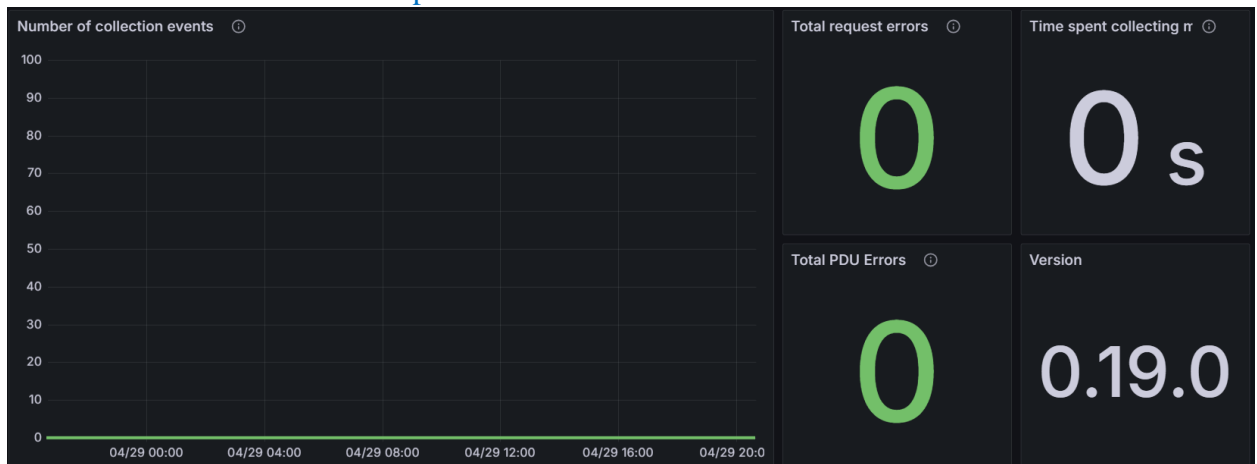 Number of collection events
100
90
80
70
60
50
40
30
20
10
0
04/29 00:00 04/29 04:00 04/29 08:00 04/29 12:00 04/29 16:00 04/29 20:0
Total request errors
0
Time spent collecting
0 s
Total PDU Errors
0
Version
0.19.0